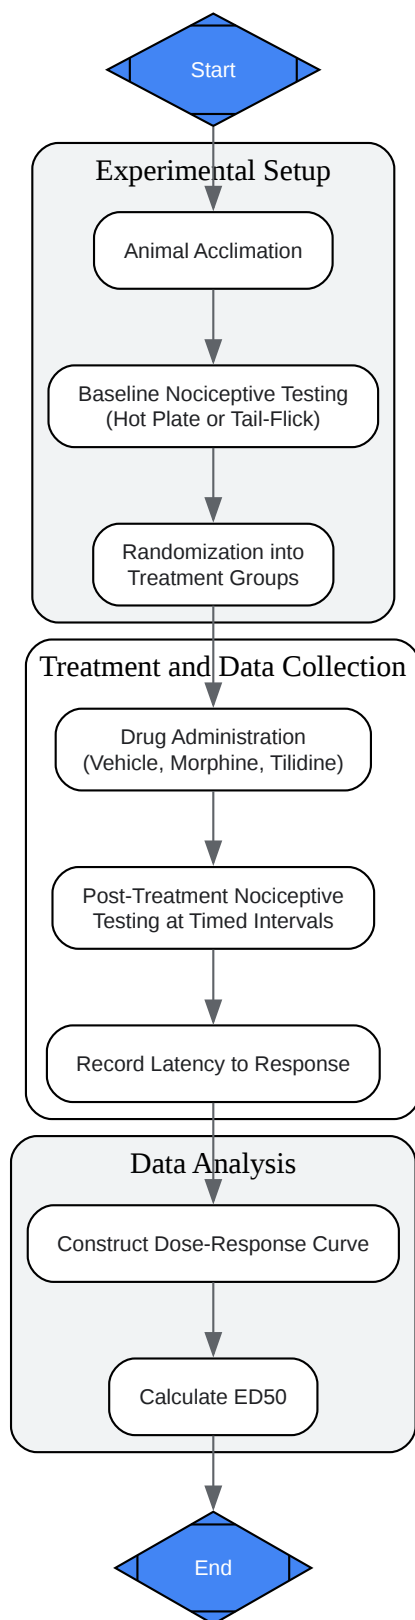 Start
Experimental Setup
Animal Acclimation
Baseline Nociceptive Testing
(Hot Plate or Tail-Flick)
Randomization into
Treatment Groups
Treatment and Data Collection
Drug Administration
(Vehicle, Morphine, Tilidine)
Post-Treatment Nociceptive
Testing at Timed Intervals
Record Latency to Response
Data Analysis
Construct Dose-Response Curve
Calculate ED50
End